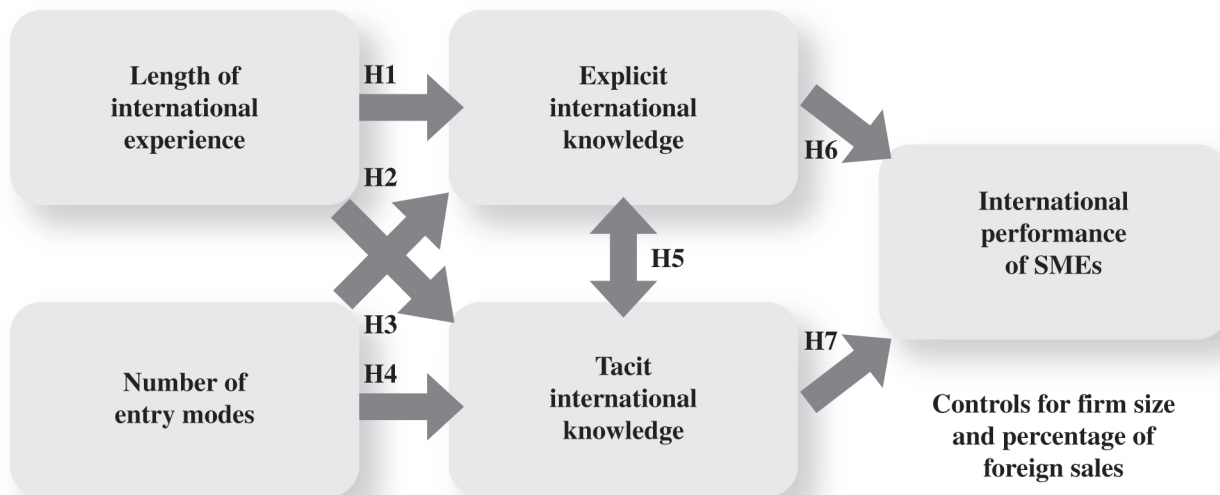 Length of
international
experience
H1
Explicit
international
knowledge
H2
H6
International
performance
of SMEs
H5
H3
Number of
entry modes
H4
Tacit
international
knowledge
H7
Controls for firm size
and percentage of
foreign sales